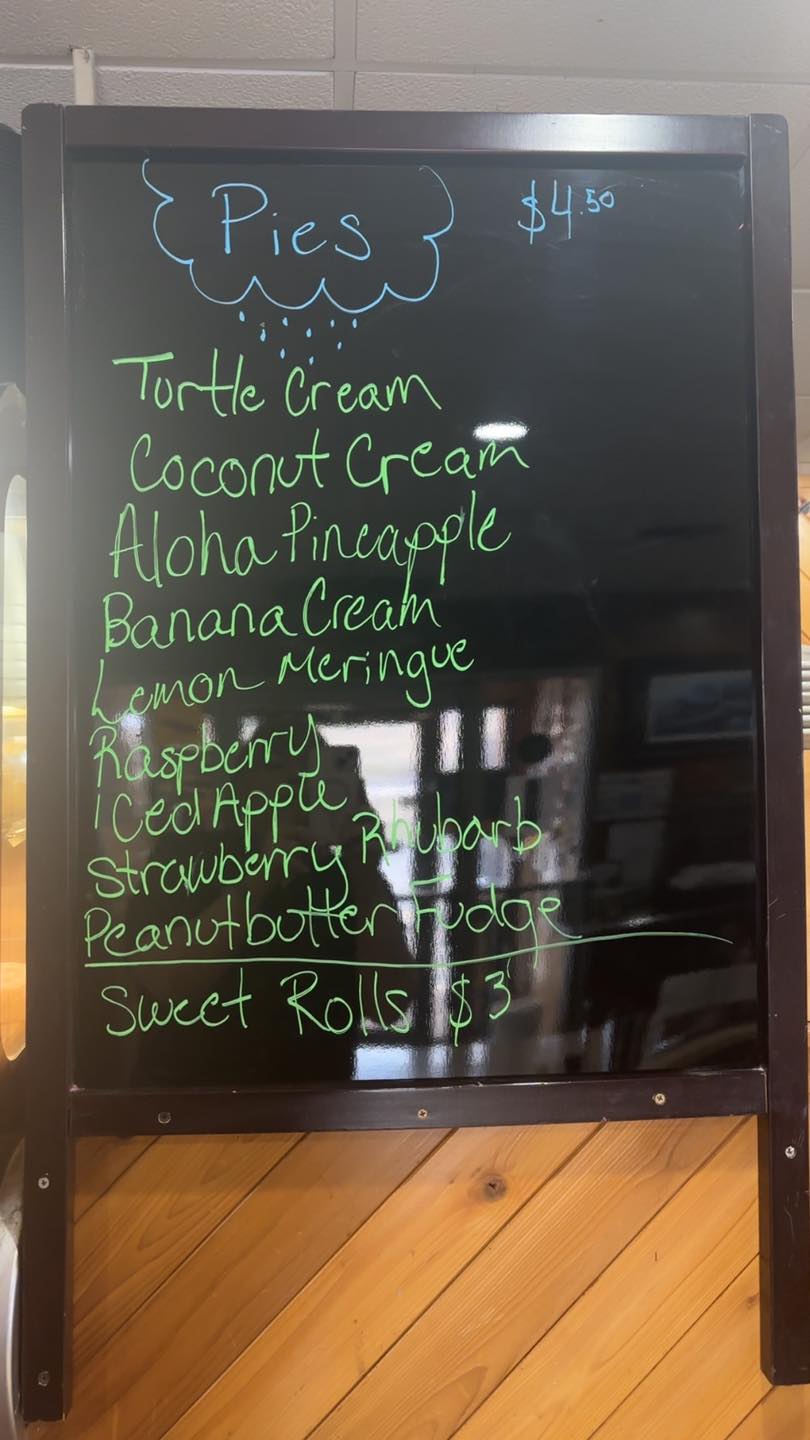 Pies $4.50
Turtle Cream
Coconut Cream
Aloha Pineapple
Banana Cream
Lemon Meringue
Raspberry
Iced Apple
Strawberry Rhubarb
Peanutbutter Fudge
Sweet Rolls $3